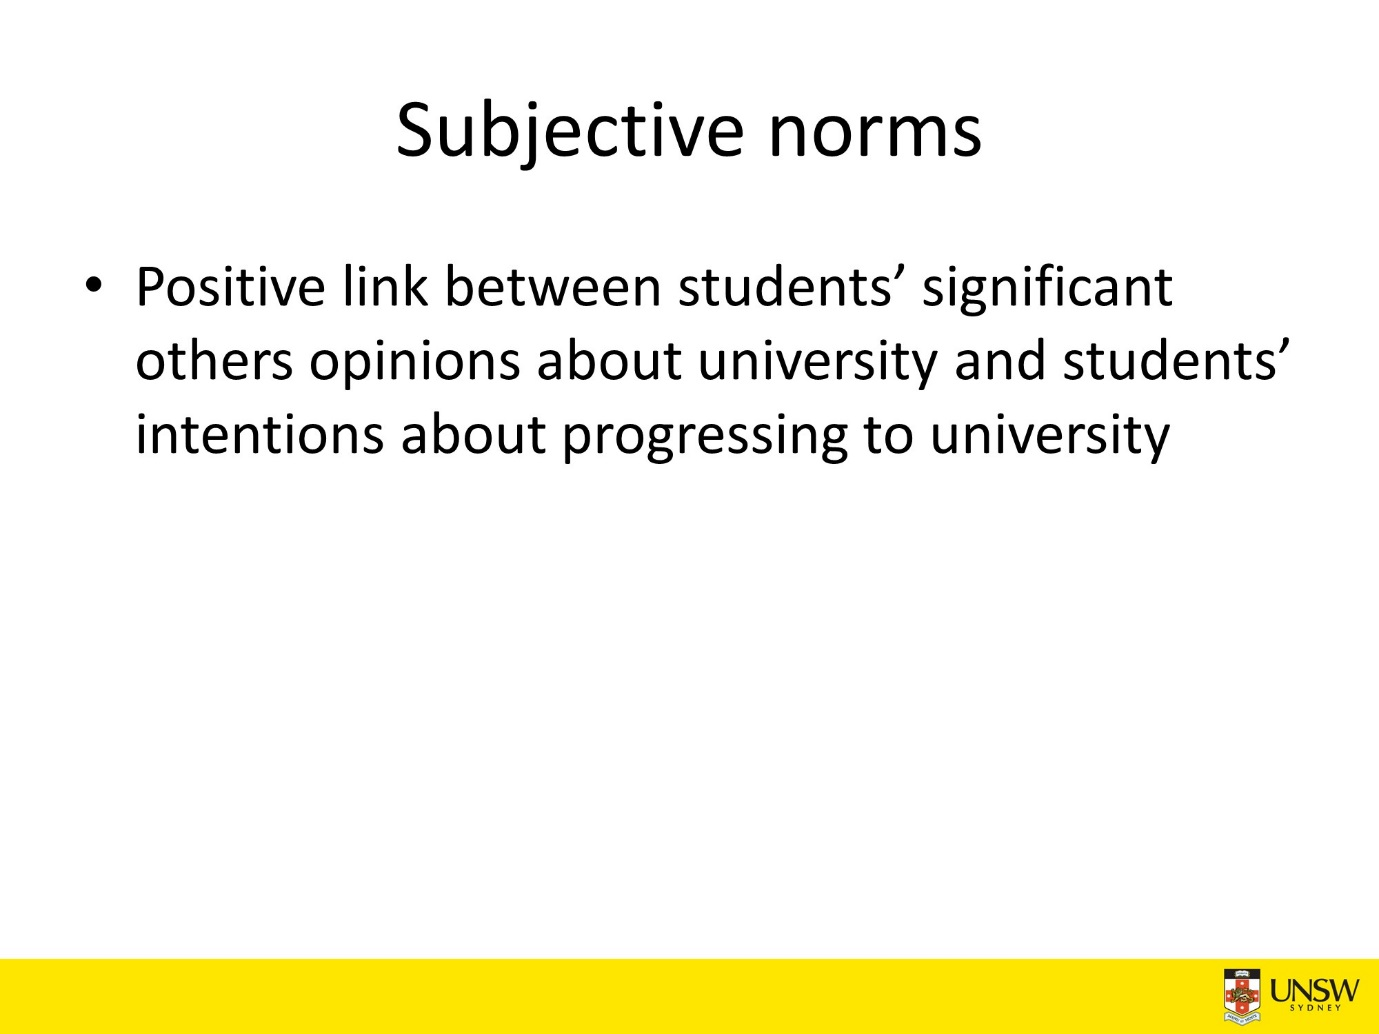 Subjective norms
• Positive link between students’ significant
others opinions about university and students’
intentions about progressing to university
UNSW
SYDNEY